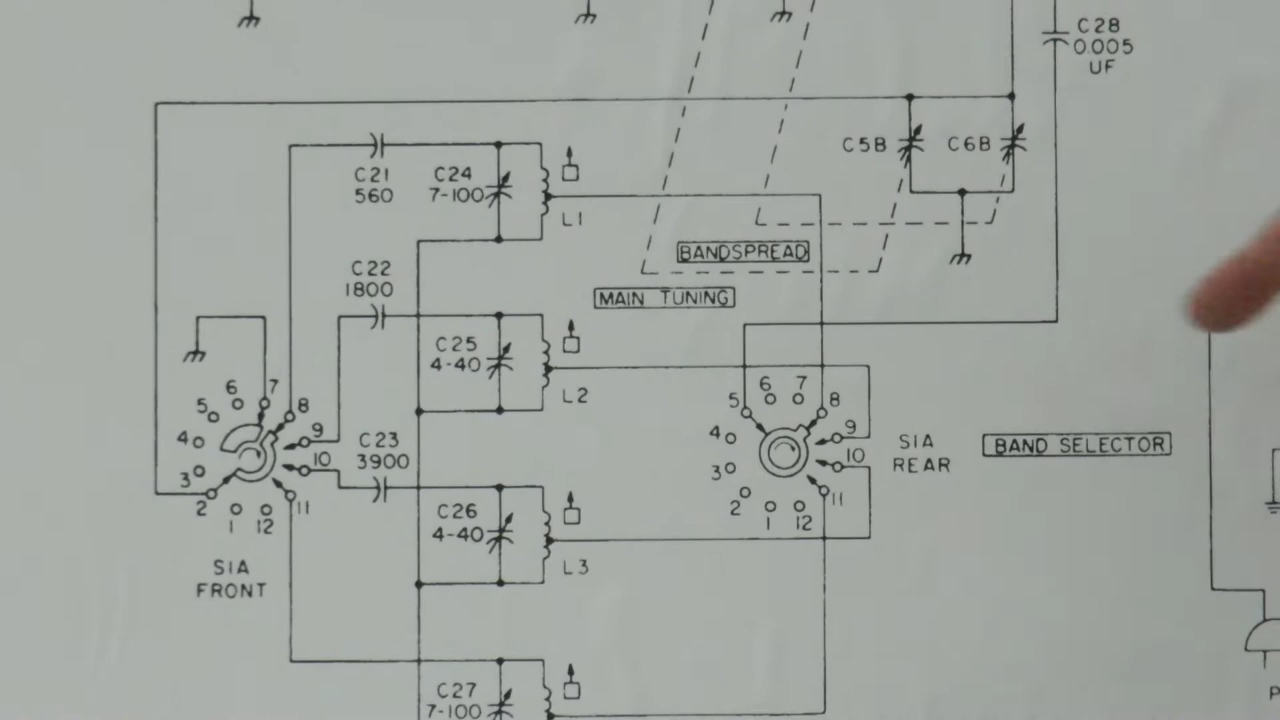 C28
0.005
UF
C5B
C6B
C21
560
C24
7-100
L1
BANDSPREAD
C22
1800
MAIN TUNING
C25
4-40
L2
6
7
5
8
4
9
3
10
2
11
1
12
S1A
FRONT
C23
3900
6
7
5
8
4
9
3
10
2
11
1
12
S1A
REAR
BAND SELECTOR
C26
4-40
L3
C27
7-100